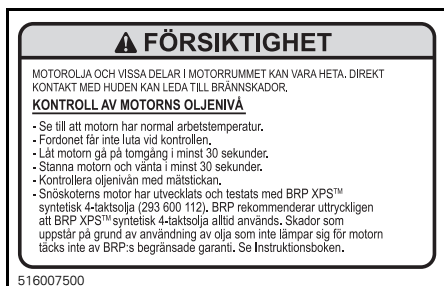 ⚠ FÖRSIKTIGHET
MOTOROLJA OCH VISSA DELAR I MOTORRUMMET KAN VARA HETA. DIREKT
KONTAKT MED HUDEN KAN LEDA TILL BRÄNNSKADOR.
KONTROLL AV MOTORNS OLJENIVÅ
- Se till att motorn har normal arbetstemperatur.
- Fordonet får inte luta vid kontrollen.
- Låt motorn gå på tomgång i minst 30 sekunder.
- Stanna motorn och vänta i minst 30 sekunder.
- Kontrollera oljenivån med mätstickan.
- Snöskoterns motor har utvecklats och testats med BRP XPS™
syntetisk 4-taktsolja (293 600 112). BRP rekommenderar uttryckligen
att BRP XPS™ syntetisk 4-taktsolja alltid används. Skador som
uppstår på grund av användning av olja som inte lämpar sig för motorn
täcks inte av BRP:s begränsade garanti. Se Instruktionsboken.
516007500